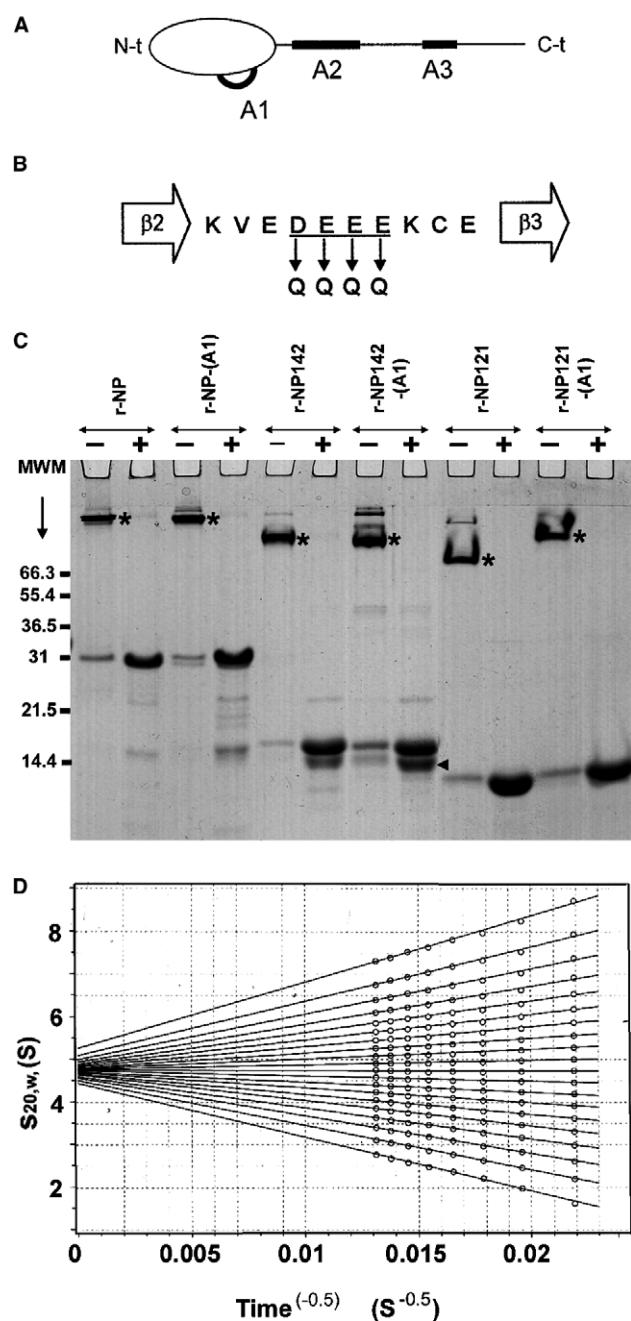 A
N-t
C-t
A1
A2
A3
B
β2 K V E D E E E K C E β3
Q Q Q Q
C
r-NP
r-NP-(A1)
r-NP142
r-NP142
-(A1)
r-NP121
r-NP121
-(A1)
− + − + − + − + − + − +
MWM
* * * * * *
66.3
55.4
36.5
31
21.5
14.4
D
8
6
4
2
S20,w, (S)
0 0.005 0.01 0.015 0.02
Time(-0.5) (S-0.5)